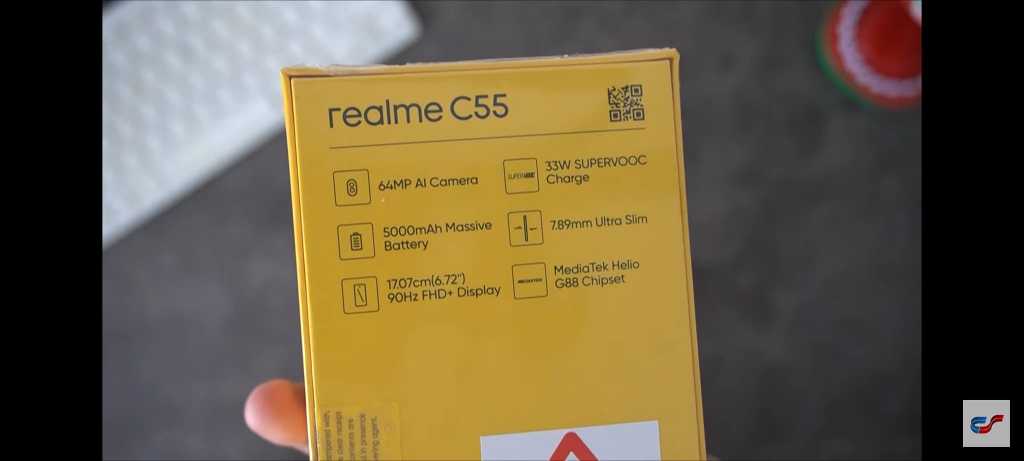 realme C55
64MP AI Camera
33W SUPERVOOC
Charge
5000mAh Massive
Battery
7.89mm Ultra Slim
17.07cm(6.72")
90Hz FHD+ Display
MediaTek Helio
G88 Chipset